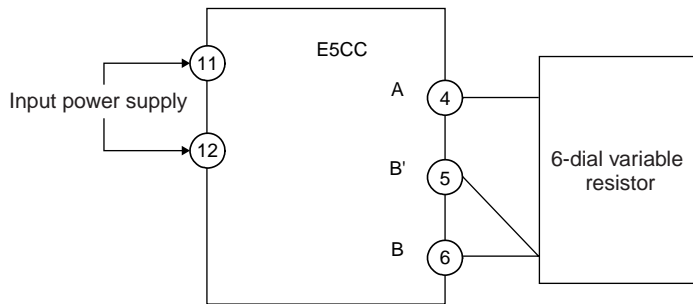 E5CC
11
Input power supply
12
A
4
B'
5
B
6
6-dial variable
resistor